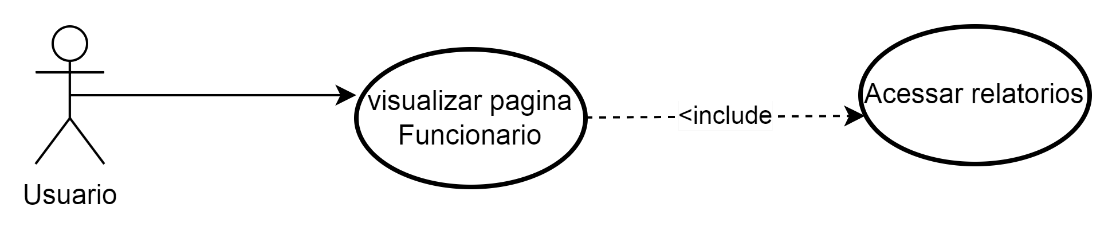 visualizar pagina
Funcionario
<include
Acessar relatorios
Usuario